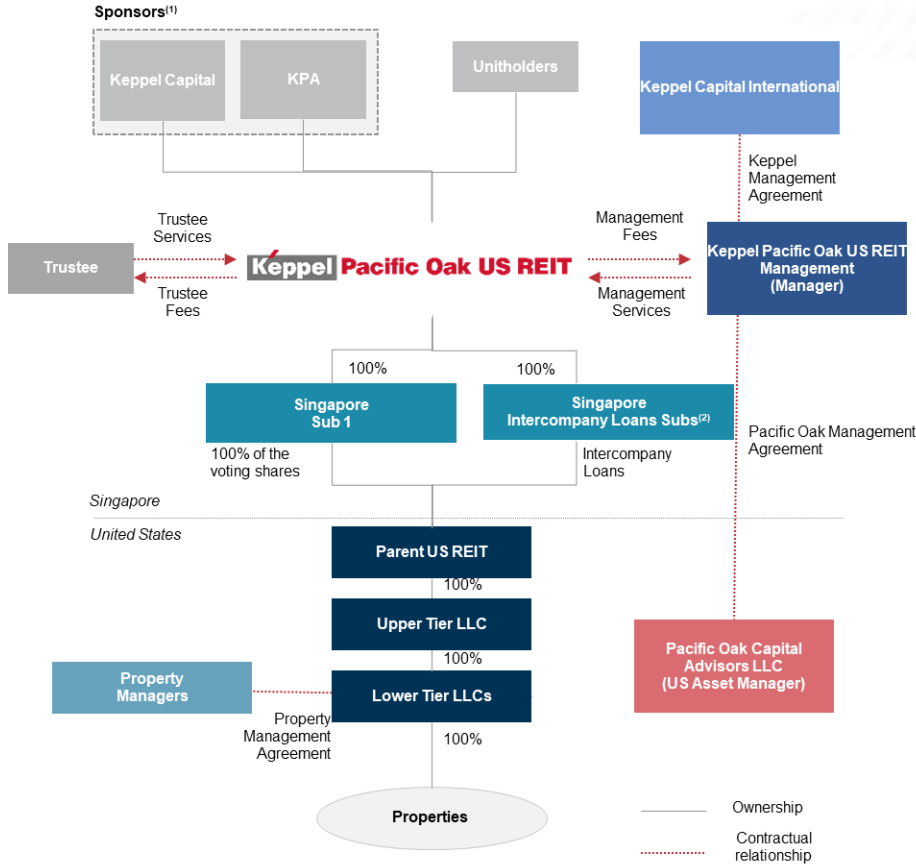 Sponsors(1)
Keppel Capital
KPA
Unitholders
Keppel Capital International
Keppel
Management
Agreement
Trustee
Services
Management
Fees
Trustee
Keppel Pacific Oak US REIT
Keppel Pacific Oak US REIT
Management
(Manager)
Trustee
Fees
Management
Services
100%
100%
Singapore
Sub 1
Singapore
Intercompany Loans Subs(2)
100% of the
voting shares
Intercompany
Loans
Pacific Oak Management
Agreement
Singapore
United States
Parent US REIT
100%
Upper Tier LLC
100%
Property
Managers
Lower Tier LLCs
Pacific Oak Capital
Advisors LLC
(US Asset Manager)
Property
Management
Agreement
100%
Properties
Ownership
Contractual
relationship